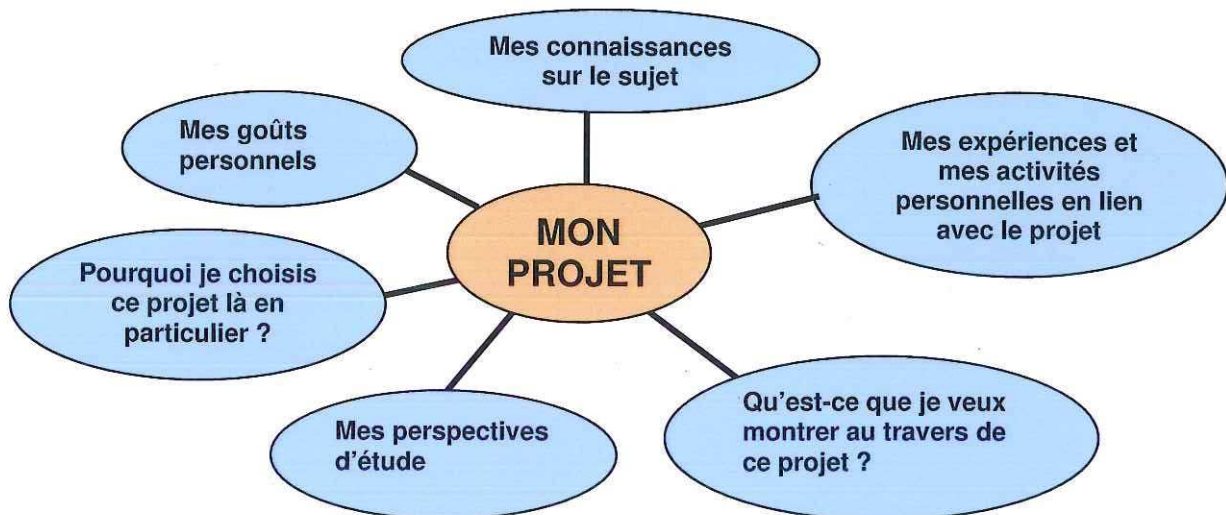 Mes connaissances
sur le sujet
Mes goûts
personnels
Mes expériences et
mes activités
personnelles en lien
avec le projet
MON
PROJET
Pourquoi je choisis
ce projet là en
particulier ?
Mes perspectives
d'étude
Qu'est-ce que je veux
montrer au travers de
ce projet ?